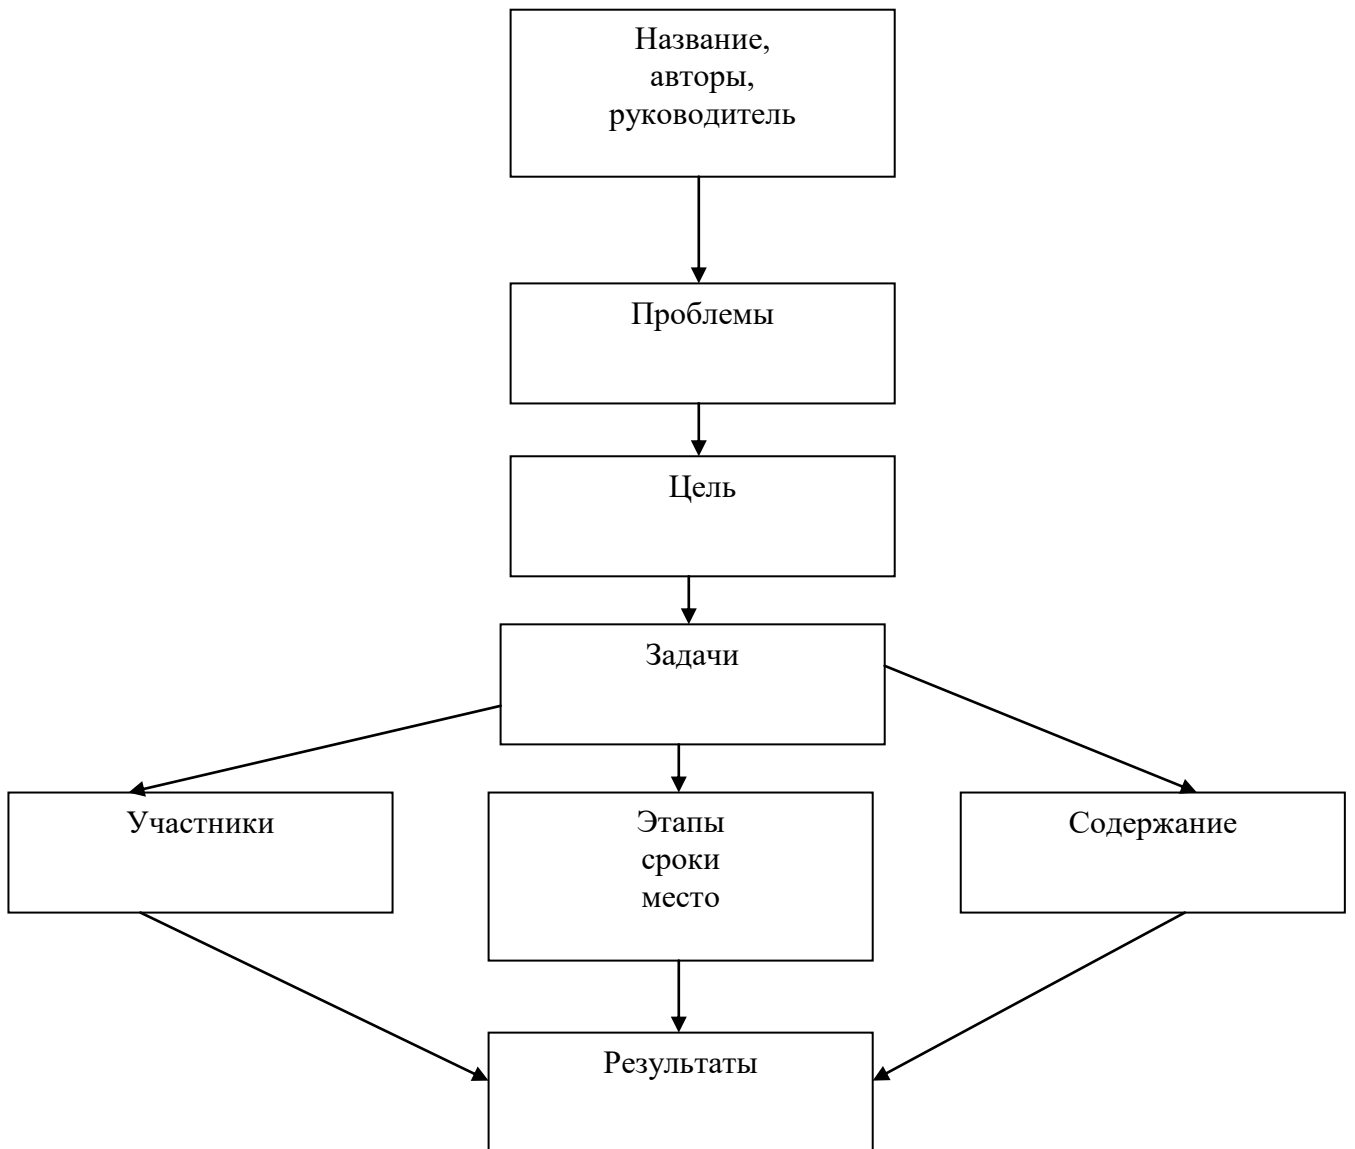 Название,
авторы,
руководитель
Проблемы
Цель
Задачи
Участники
Этапы
сроки
место
Содержание
Результаты